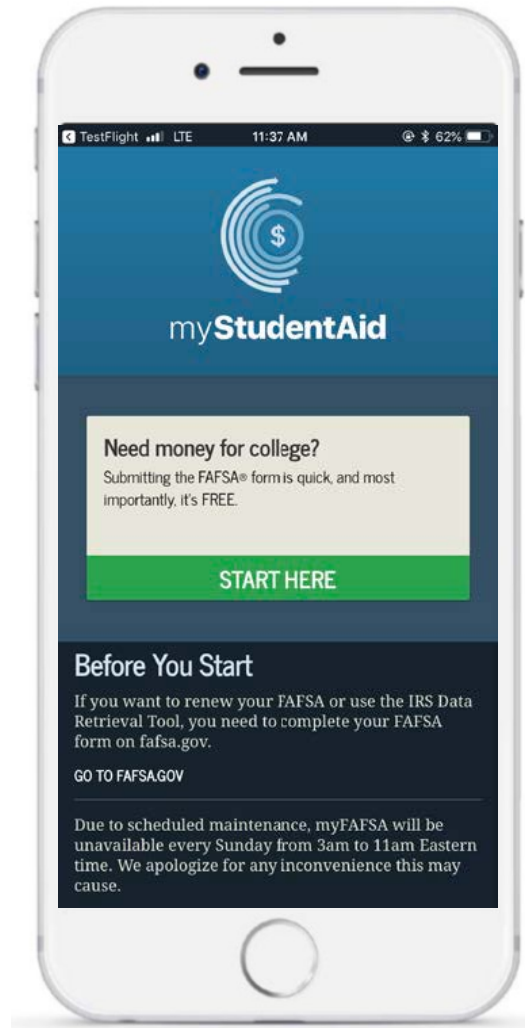 TestFlight LTE 11:37 AM 62%
$
myStudentAid
Need money for college?
Submitting the FAFSA® form is quick, and most
importantly, it's FREE.
START HERE
Before You Start
If you want to renew your FAFSA or use the IRS Data
Retrieval Tool, you need to complete your FAFSA
form on fafsa.gov.
GO TO FAFSA.GOV
Due to scheduled maintenance, myFAFSA will be
unavailable every Sunday from 3am to 11am Eastern
time. We apologize for any inconvenience this may
cause.